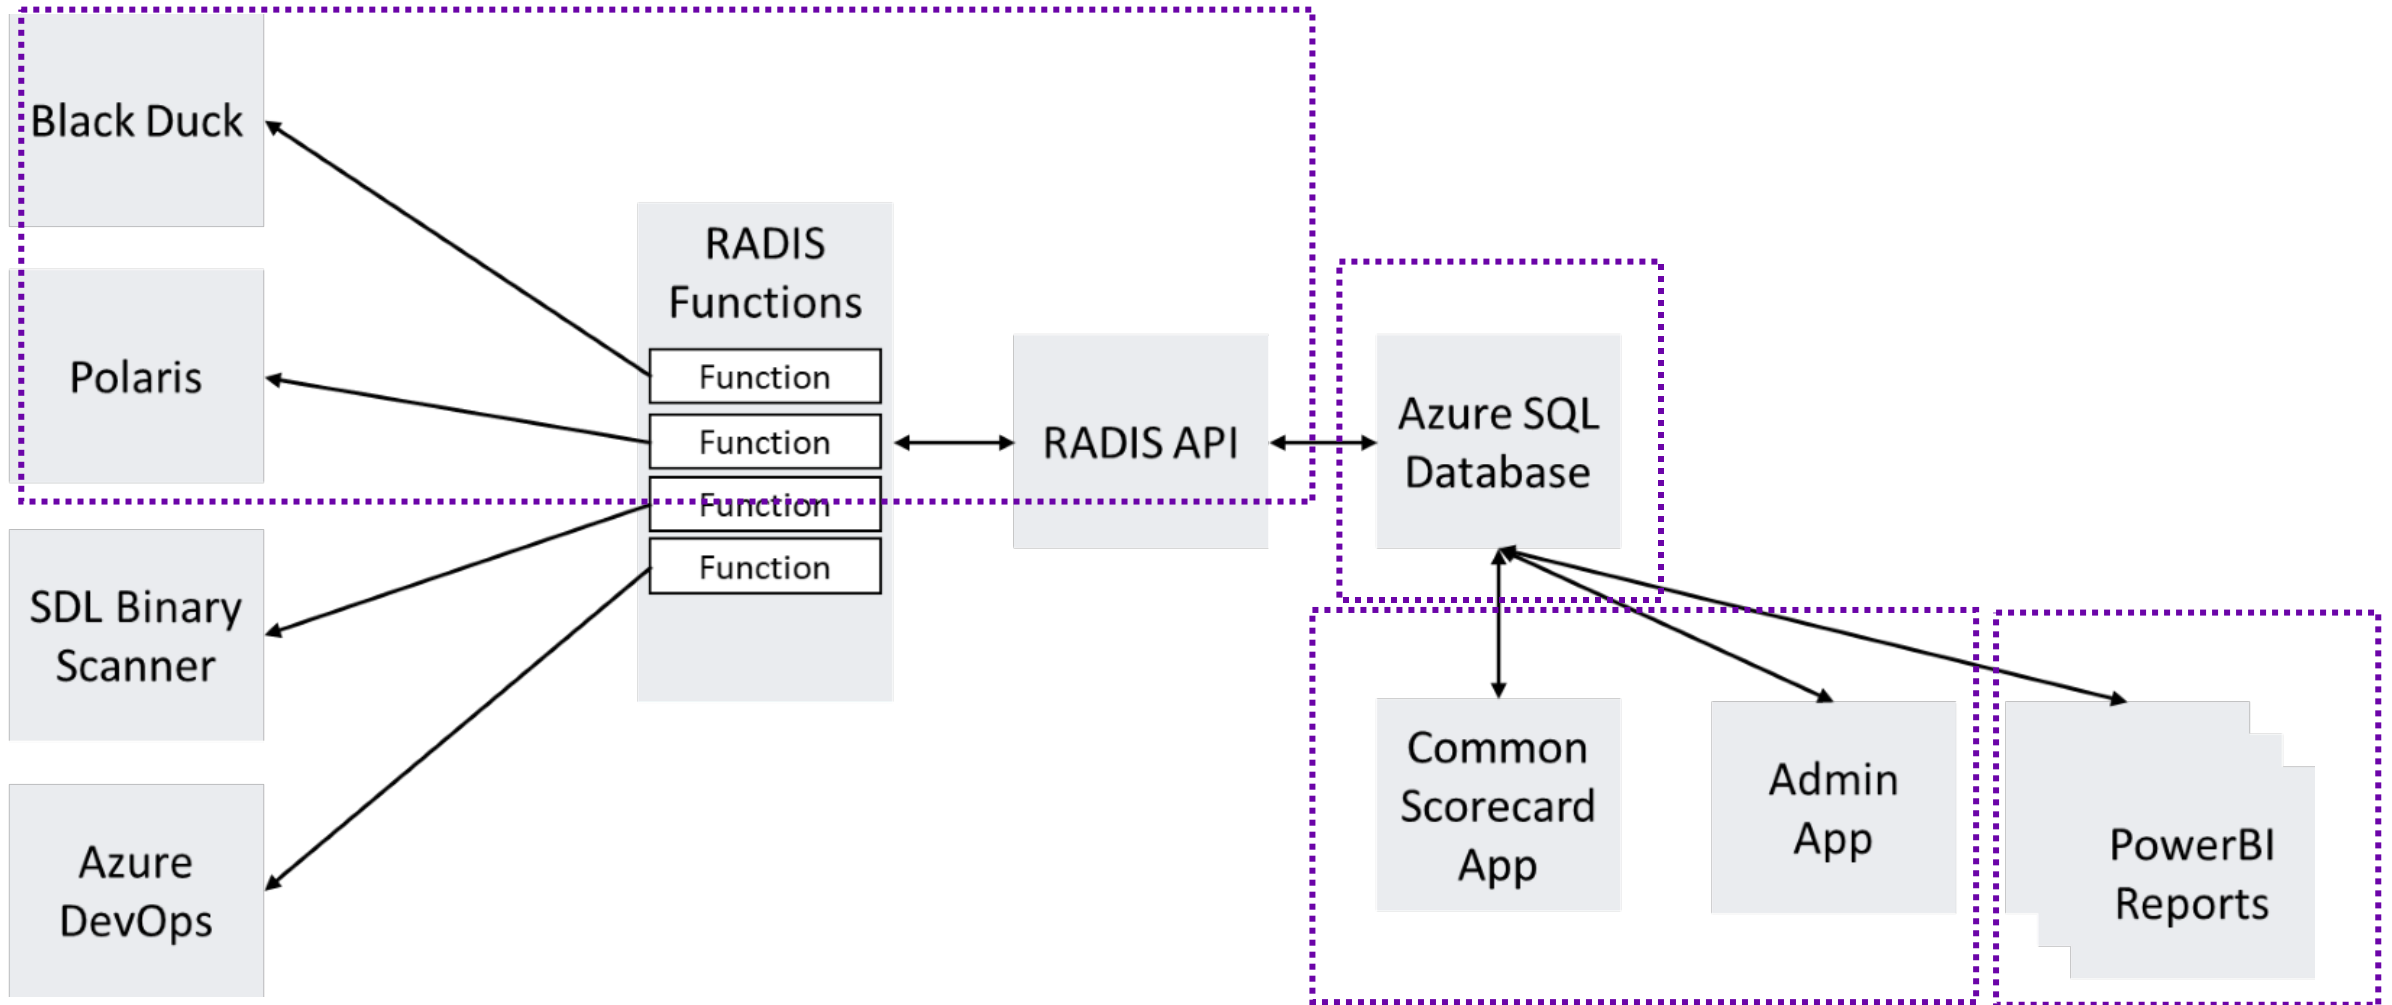 Black Duck
Polaris
SDL Binary
Scanner
Azure
DevOps
RADIS
Functions
Function
Function
Function
Function
RADIS API
Azure SQL
Database
Common
Scorecard
App
Admin
App
PowerBI
Reports